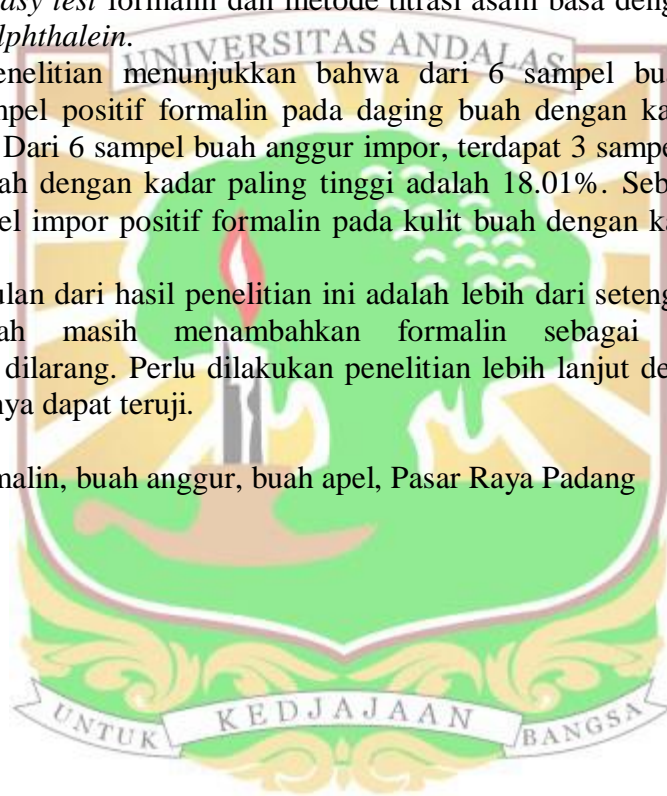 asy test formalin dan metode titrasi asam basa deng
lphthalein.
UNIVERSITAS ANDALAS
enelitian menunjukkan bahwa dari 6 sampel bu
mpel positif formalin pada daging buah dengan ka
Dari 6 sampel buah anggur impor, terdapat 3 sampe
ah dengan kadar paling tinggi adalah 18.01%. Seb
el impor positif formalin pada kulit buah dengan ka
ulan dari hasil penelitian ini adalah lebih dari seteng
ah masih menambahkan formalin sebagai
dilarang. Perlu dilakukan penelitian lebih lanjut de
nya dapat teruji.
malin, buah anggur, buah apel, Pasar Raya Padang
UNTUK KEDJAJAAN BANGSA